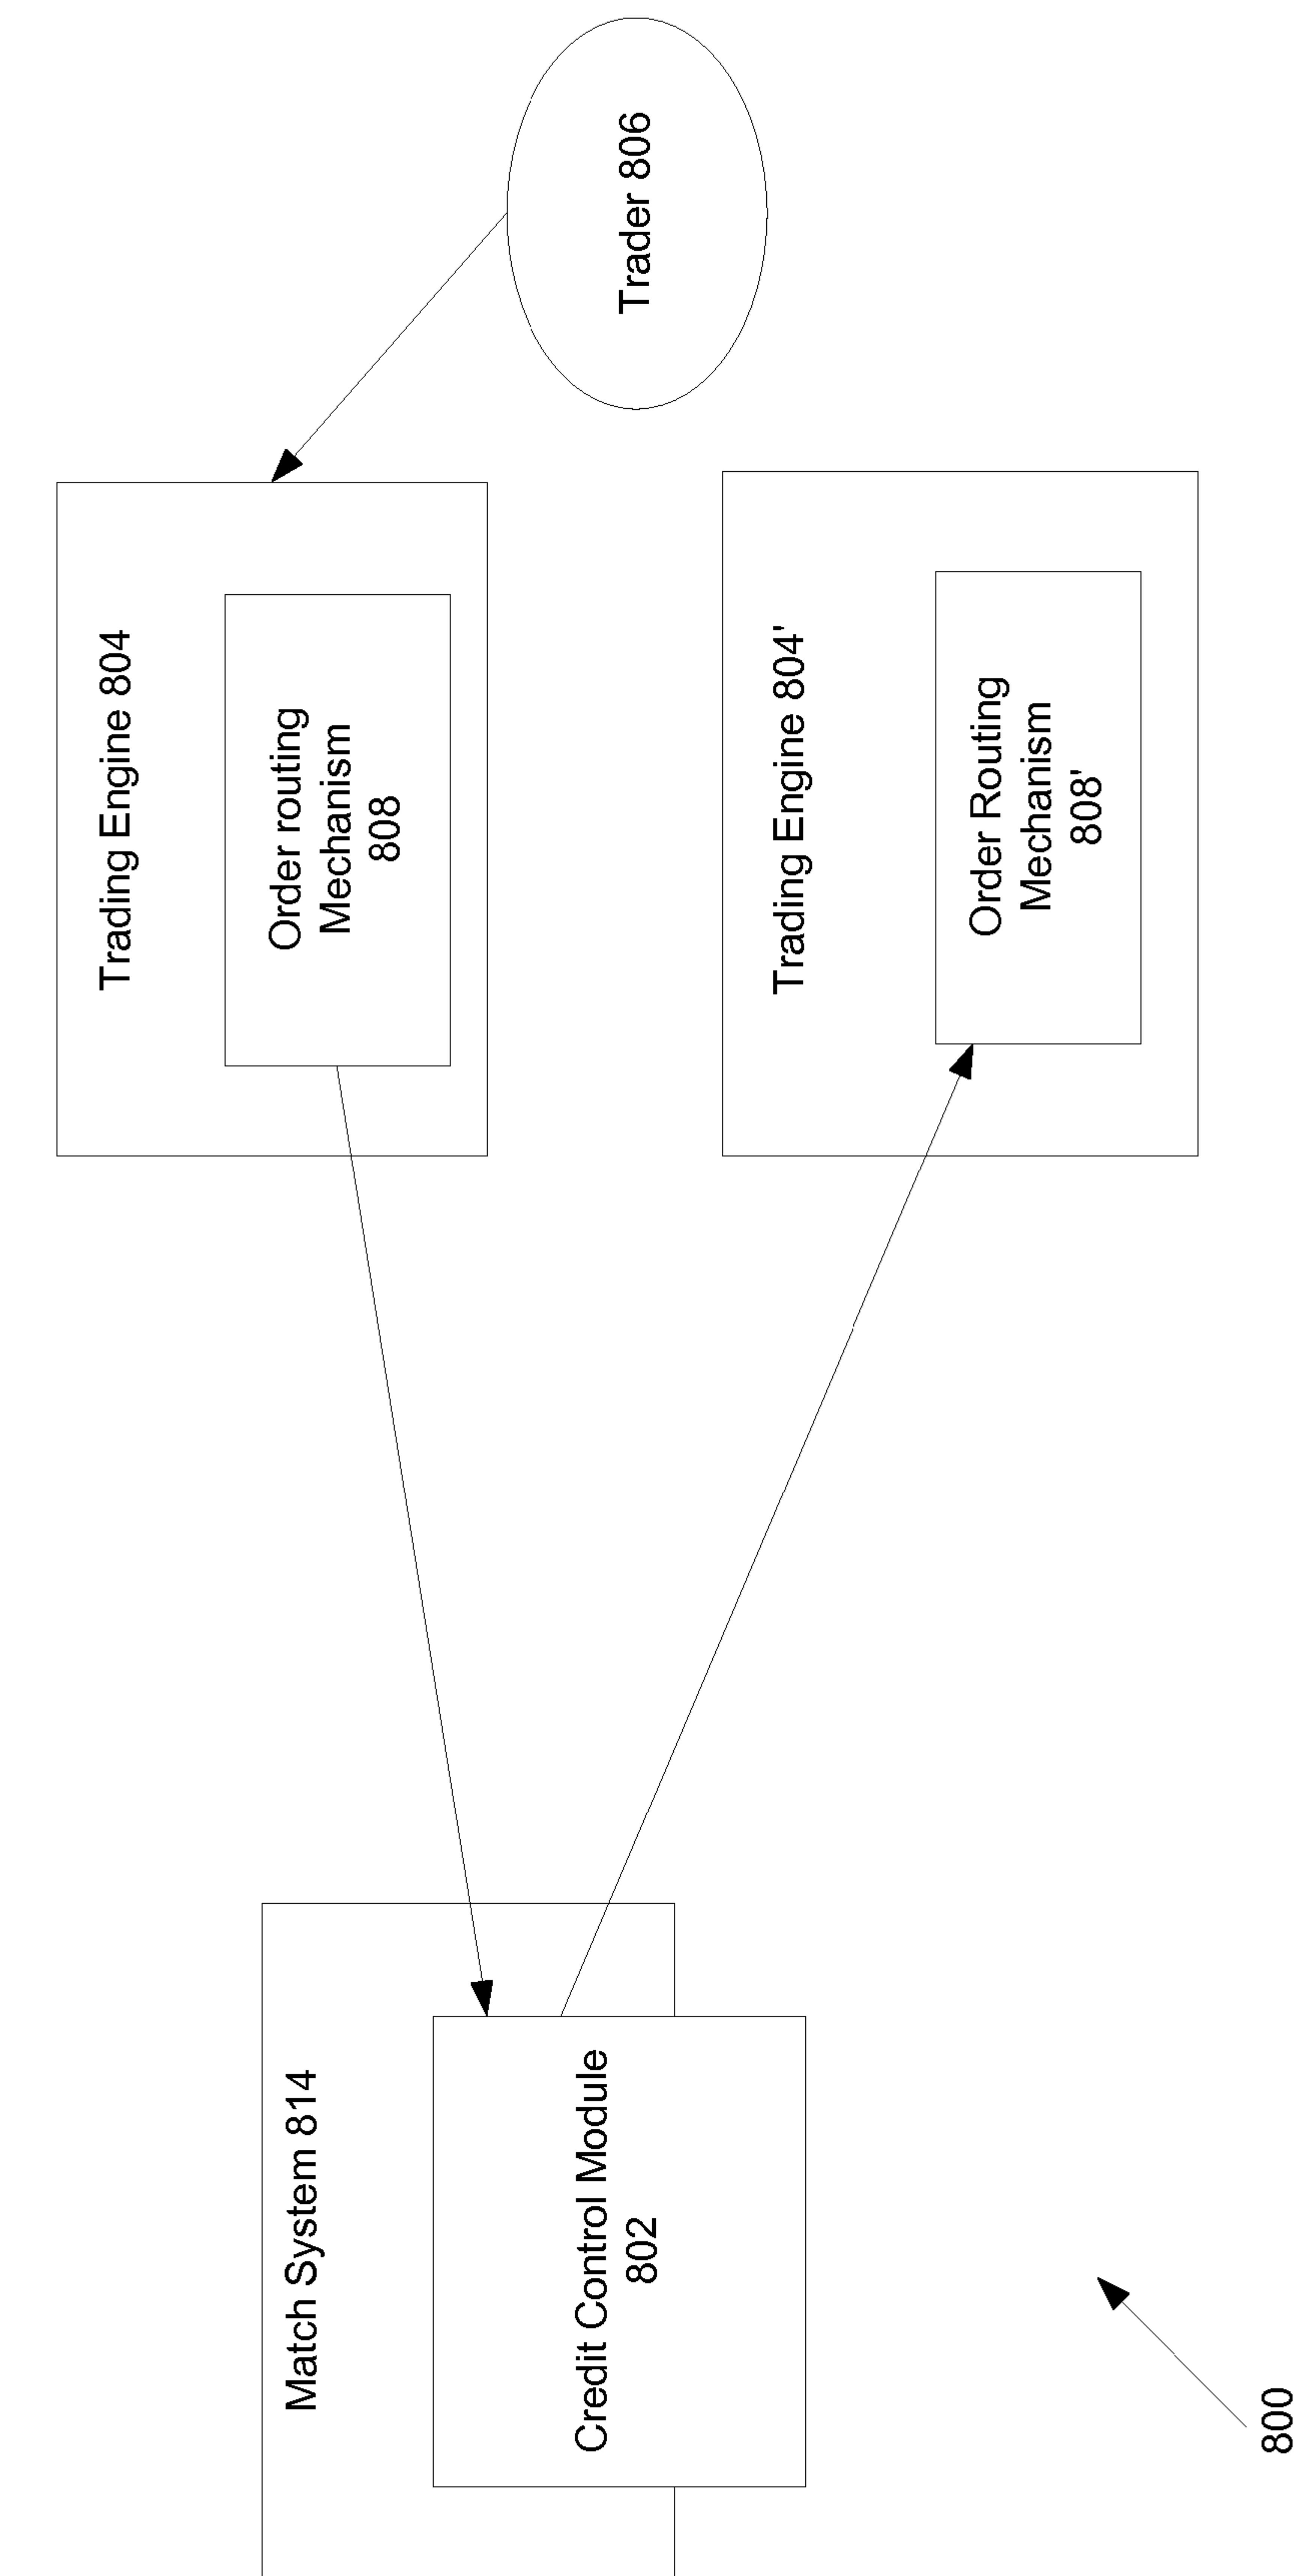 Match System 814
Credit Control Module
802
Trading Engine 804
Order routing
Mechanism
808
Trading Engine 804'
Order Routing
Mechanism
808'
Trader 806
800